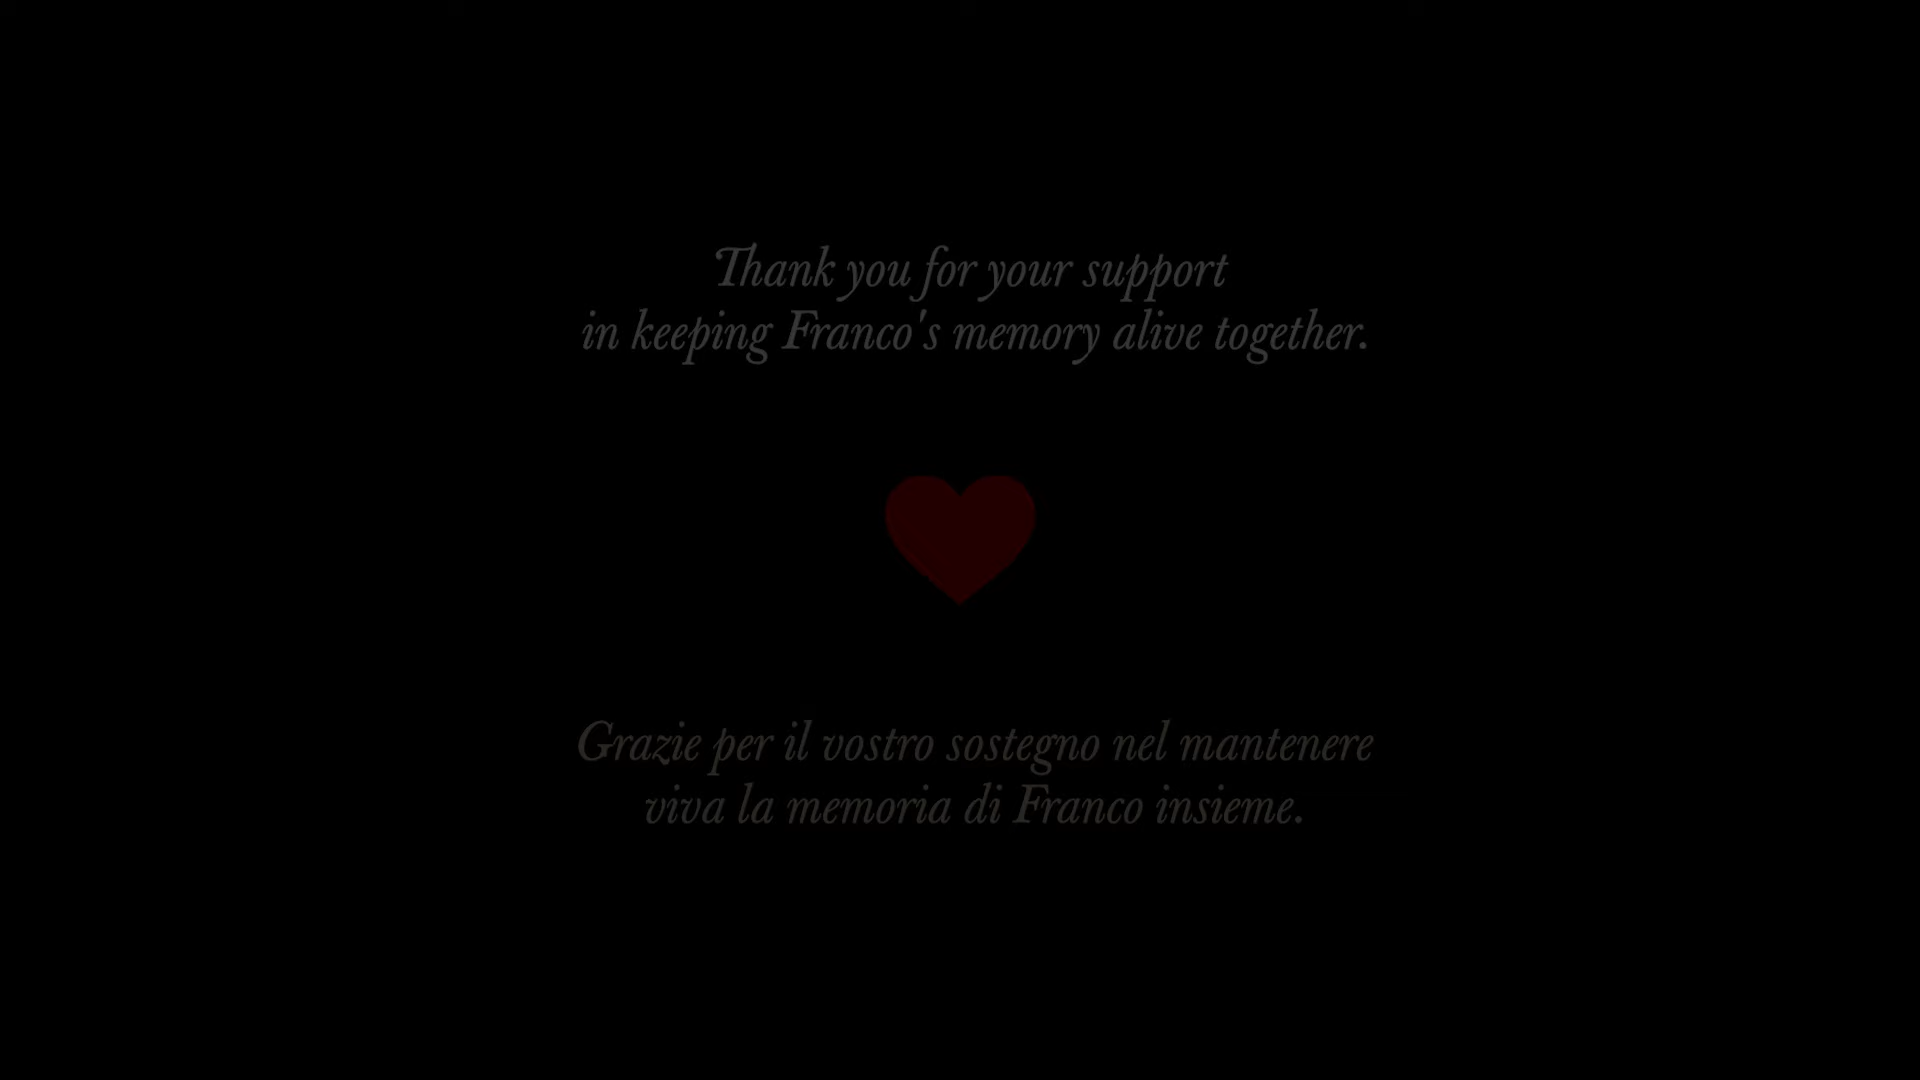 Thank you for your support
in keeping Franco's memory alive together.
Grazie per il vostro sostegno nel mantenere
viva la memoria di Franco insieme.